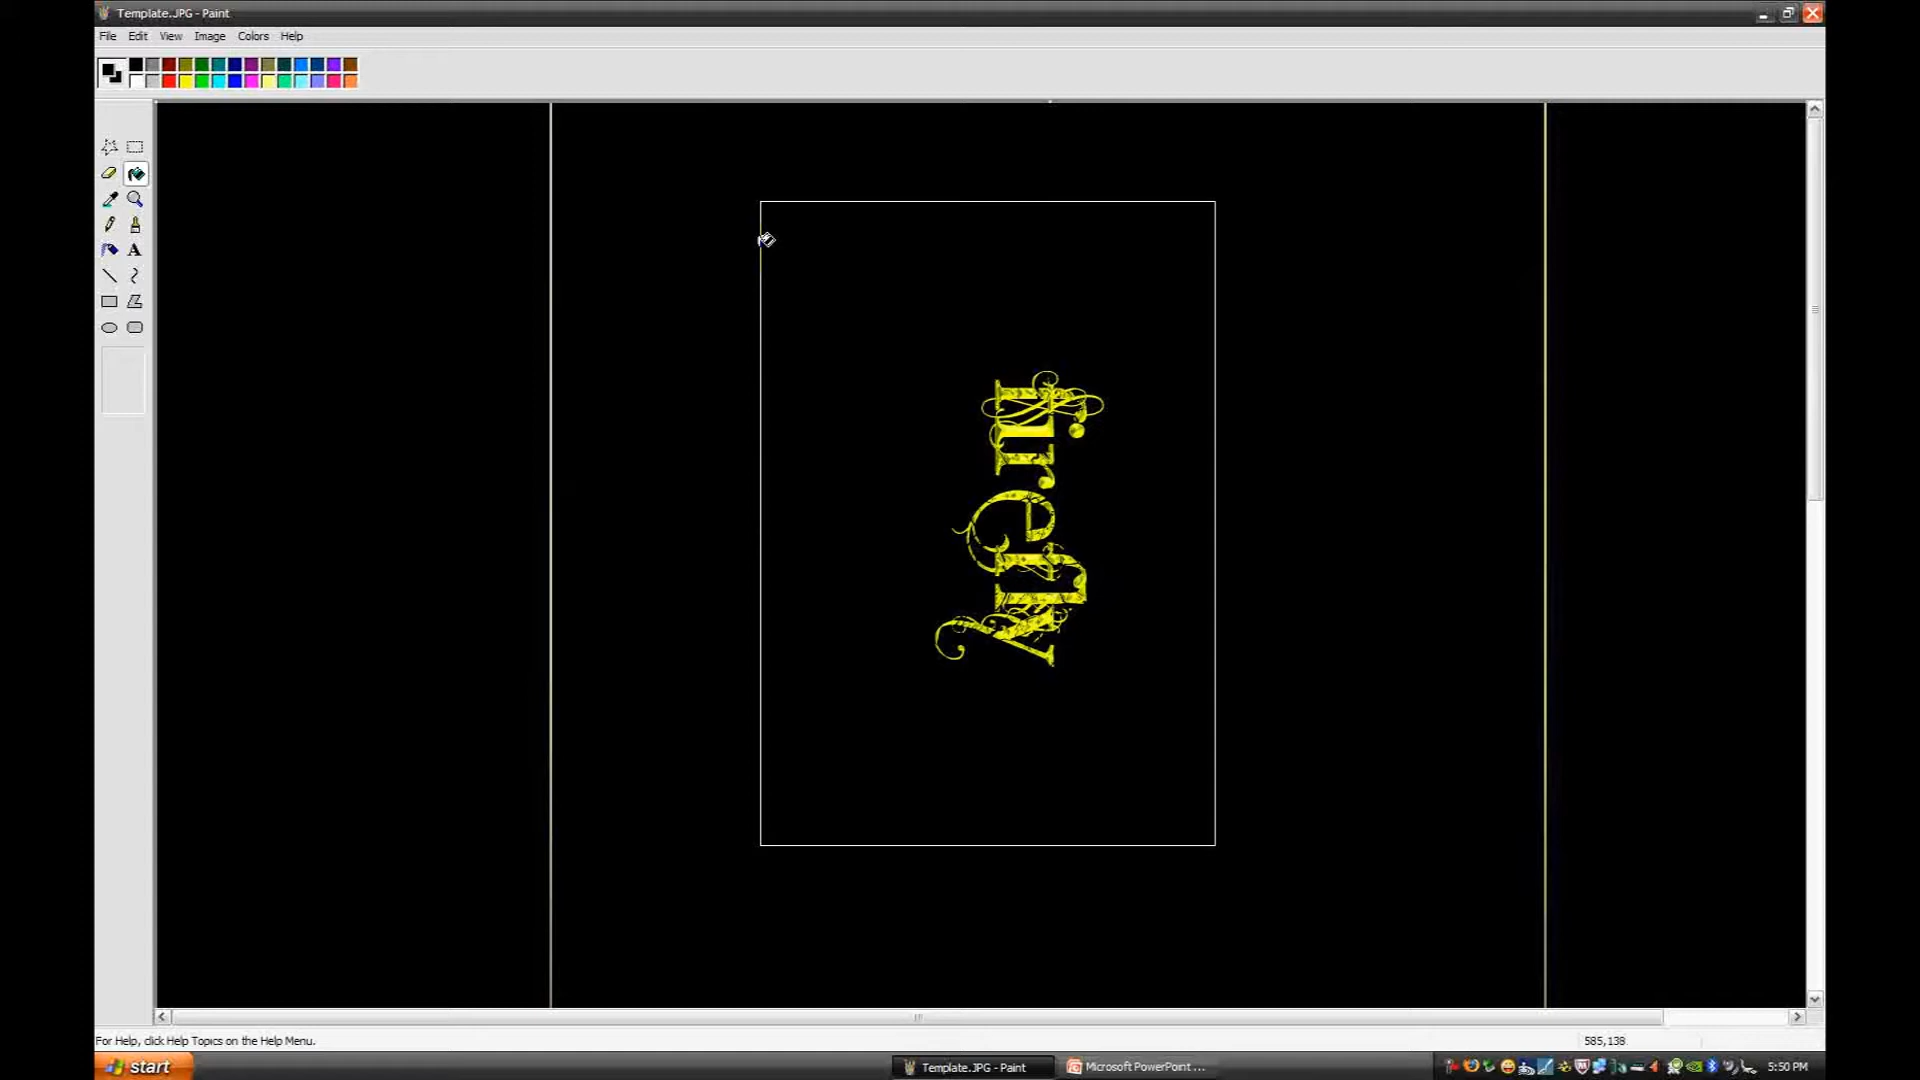 Template.JPG - Paint
File Edit View Image Colors Help
A
firefly
For Help, click Help Topics on the Help Menu.
585,138
start
Template.JPG - Paint
Microsoft PowerPoint ...
5:50 PM